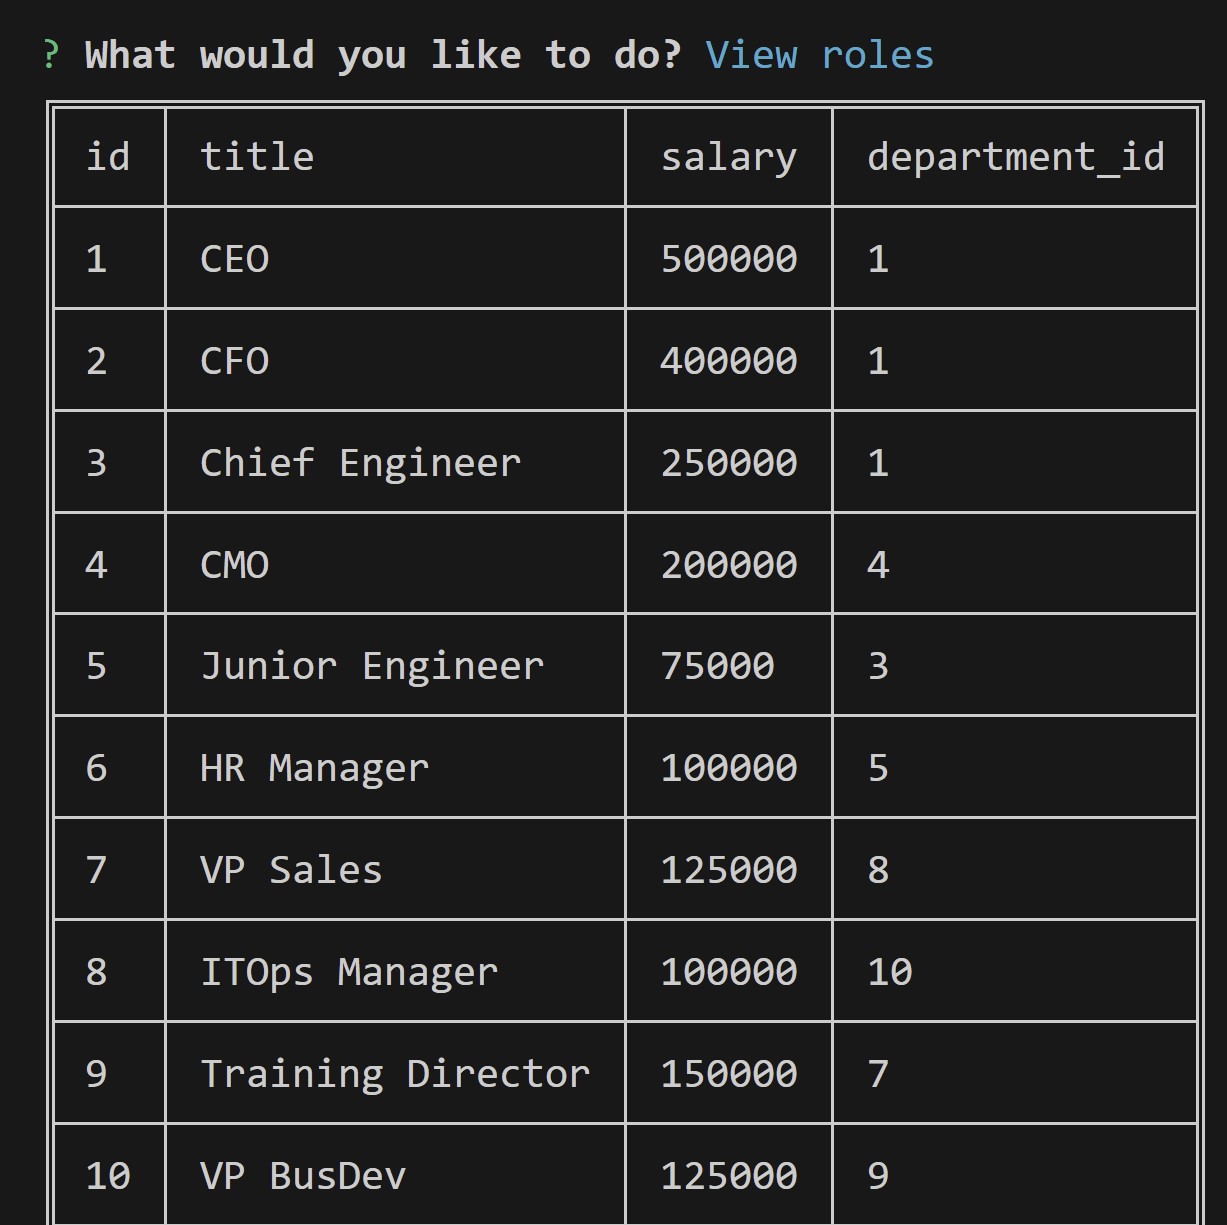 ? What would you like to do? View roles
id title salary department_id
1 CEO 500000 1
2 CFO 400000 1
3 Chief Engineer 250000 1
4 CMO 200000 4
5 Junior Engineer 75000 3
6 HR Manager 100000 5
7 VP Sales 125000 8
8 ITOps Manager 100000 10
9 Training Director 150000 7
10 VP BusDev 125000 9